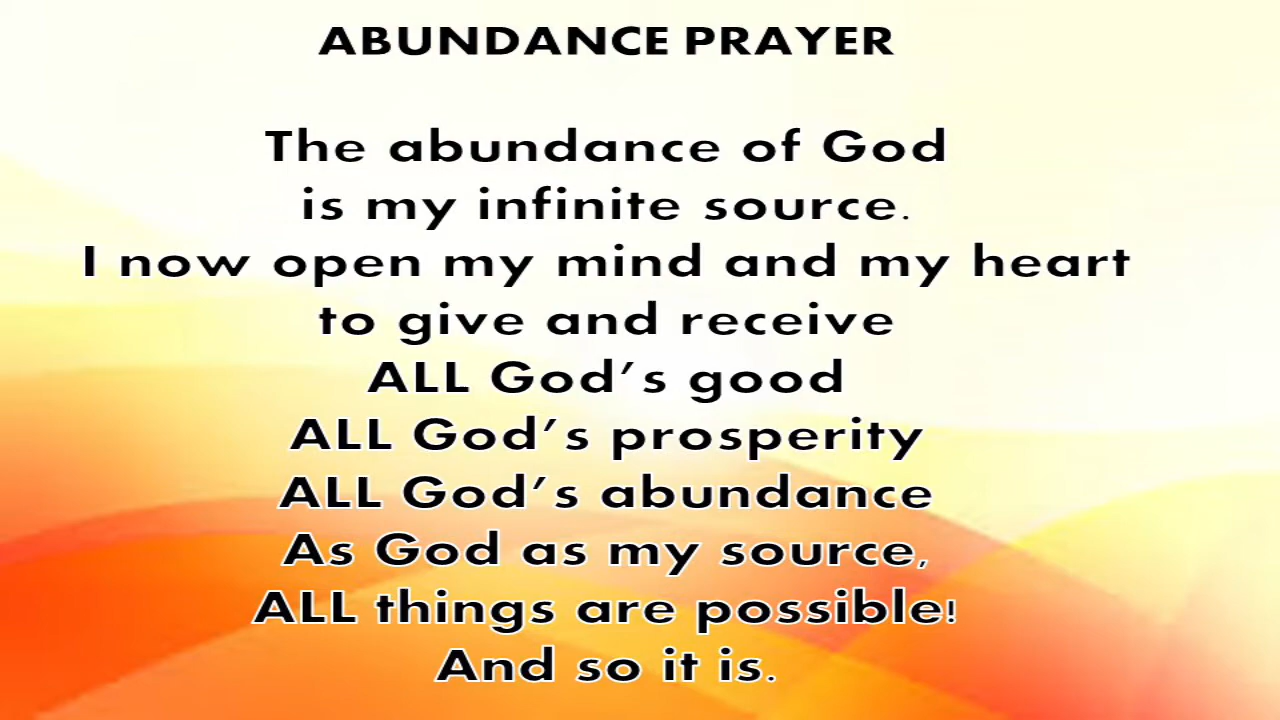 ABUNDANCE PRAYER
The abundance of God
is my infinite source.
I now open my mind and my heart
to give and receive
ALL God's good
ALL God's prosperity
ALL God's abundance
As God as my source,
ALL things are possible!
And so it is.